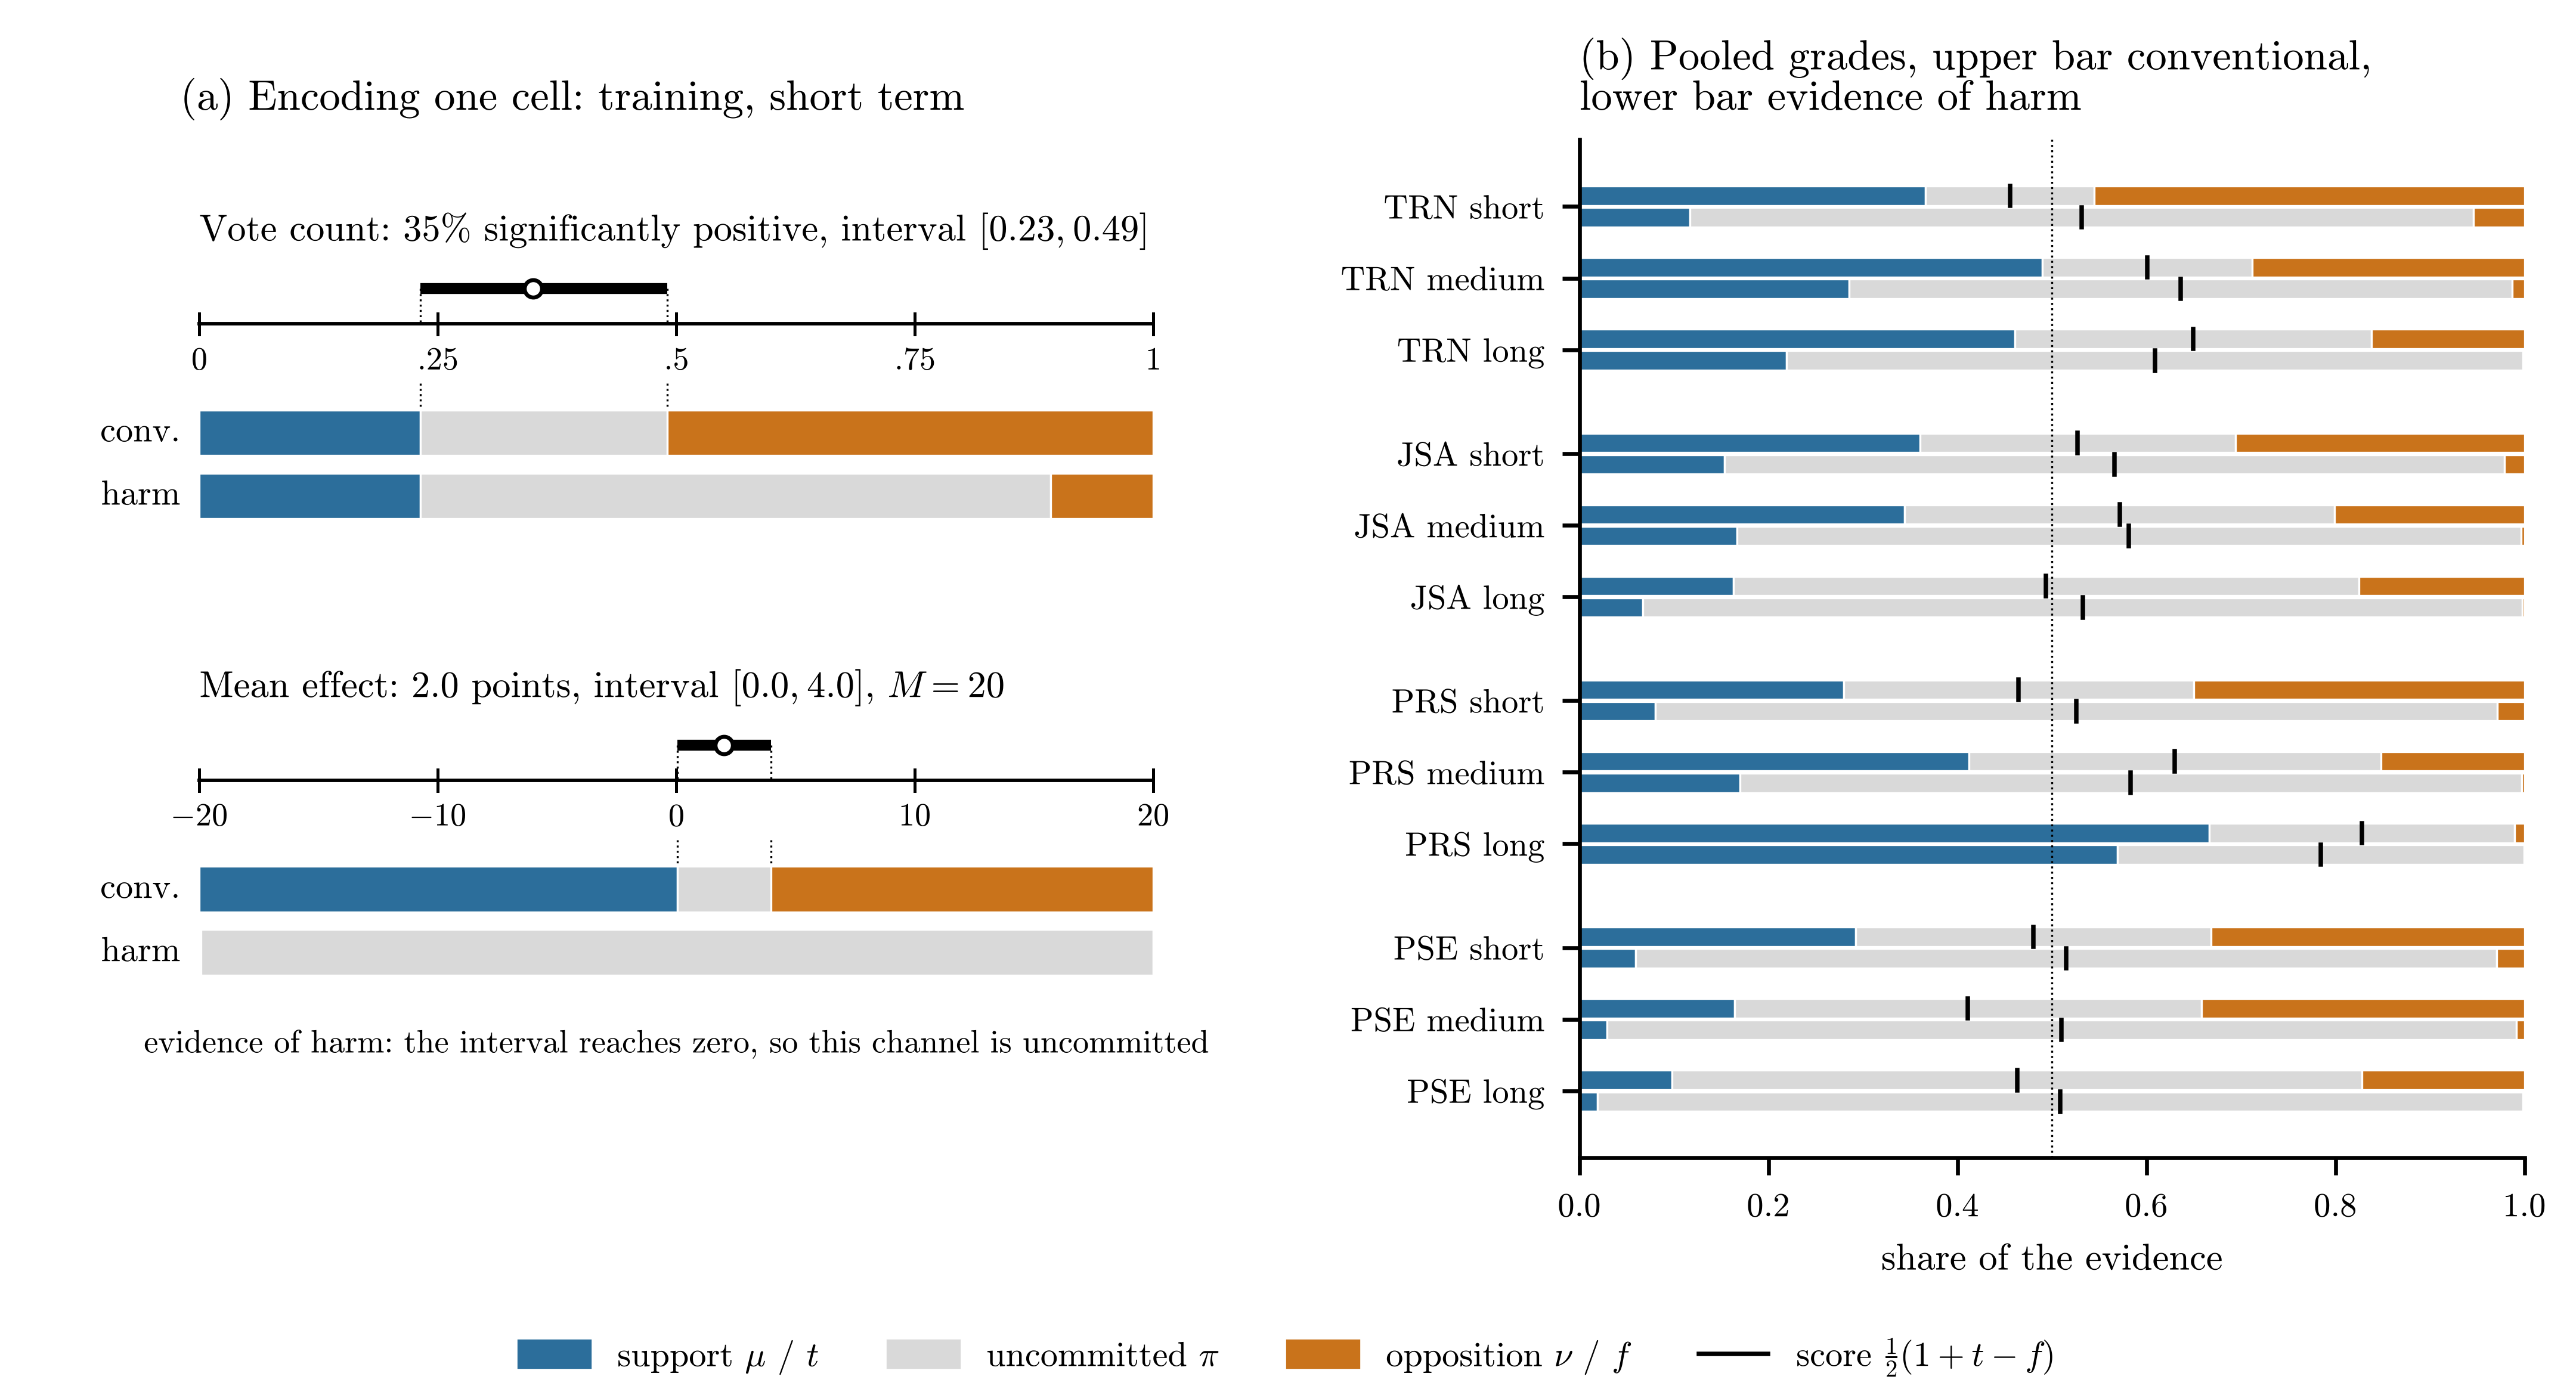 (a) Encoding one cell: training, short term
Vote count: 35% significantly positive, interval [0.23, 0.49]
0 .25 .5 .75 1
conv.
harm
Mean effect: 2.0 points, interval [0.0, 4.0], M = 20
−20 −10 0 10 20
conv.
harm
evidence of harm: the interval reaches zero, so this channel is uncommitted
(b) Pooled grades, upper bar conventional,
lower bar evidence of harm
TRN short
TRN medium
TRN long
JSA short
JSA medium
JSA long
PRS short
PRS medium
PRS long
PSE short
PSE medium
PSE long
0.0 0.2 0.4 0.6 0.8 1.0
share of the evidence
support μ / t
uncommitted π
opposition ν / f
score ½(1 + t − f)